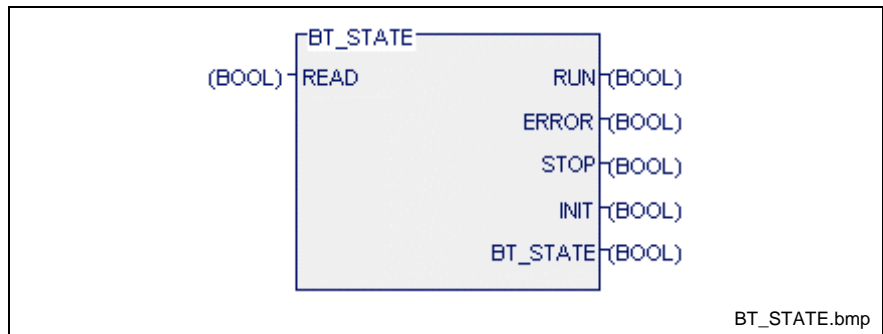 BT_STATE
(BOOL) READ RUN (BOOL)
ERROR (BOOL)
STOP (BOOL)
INIT (BOOL)
BT_STATE (BOOL)
BT_STATE.bmp